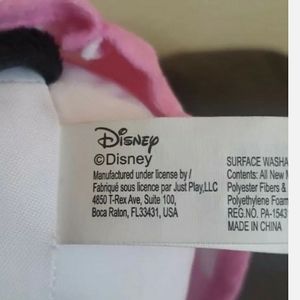 Disney
©Disney
Manufactured under license by /
Fabriqué sous licence par Just Play,LLC
4850 T-Rex Ave, Suite 100,
Boca Raton, FL33431, USA
SURFACE WASHA
Contents: All New M
Polyester Fibers &
Polyethylene Foam
REG.NO. PA-1543
MADE IN CHINA